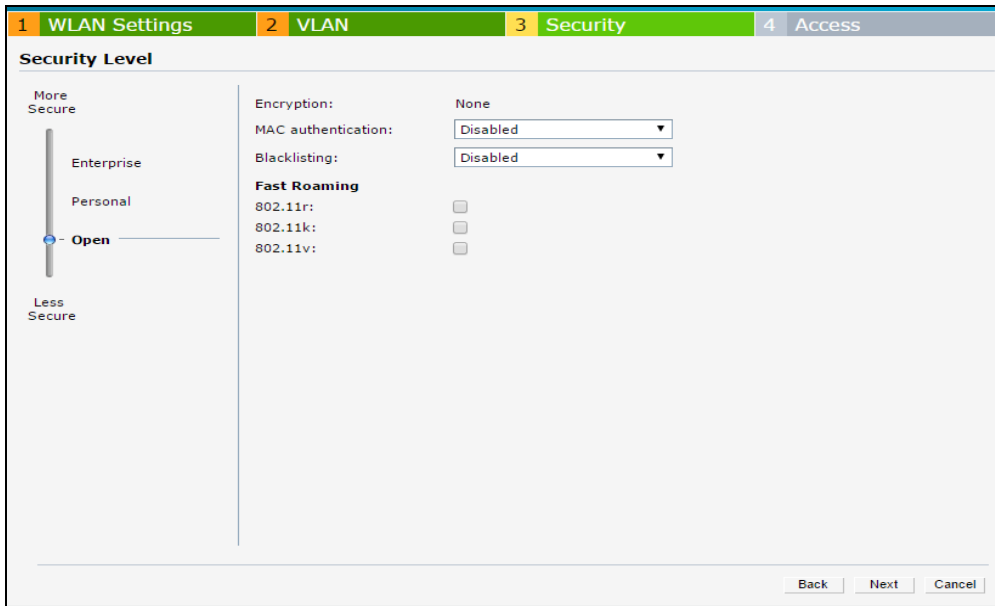 1 WLAN Settings 2 VLAN 3 Security 4 Access
Security Level
More
Secure
Enterprise
Personal
Open
Less
Secure
Encryption: None
MAC authentication: Disabled
Blacklisting: Disabled
Fast Roaming
802.11r:
802.11k:
802.11v:
Back Next Cancel